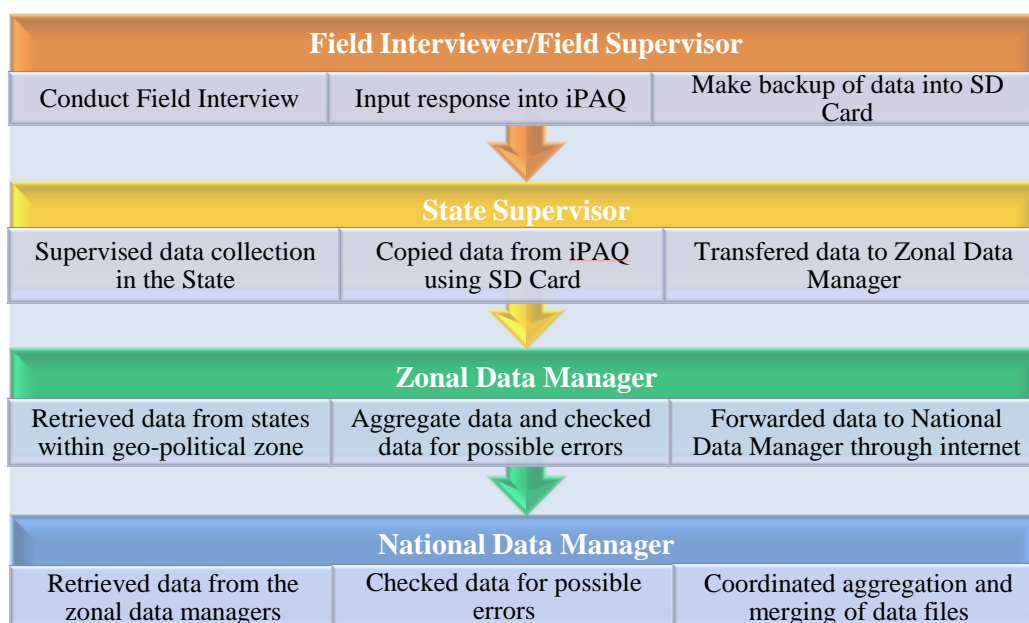 Field Interviewer/Field Supervisor
Conduct Field Interview
Input response into iPAQ
Make backup of data into SD
Card
State Supervisor
Supervised data collection
in the State
Copied data from iPAQ
using SD Card
Transfered data to Zonal Data
Manager
Zonal Data Manager
Retrieved data from states
within geo-political zone
Aggregate data and checked
data for possible errors
Forwarded data to National
Data Manager through internet
National Data Manager
Retrieved data from the
zonal data managers
Checked data for possible
errors
Coordinated aggregation and
merging of data files